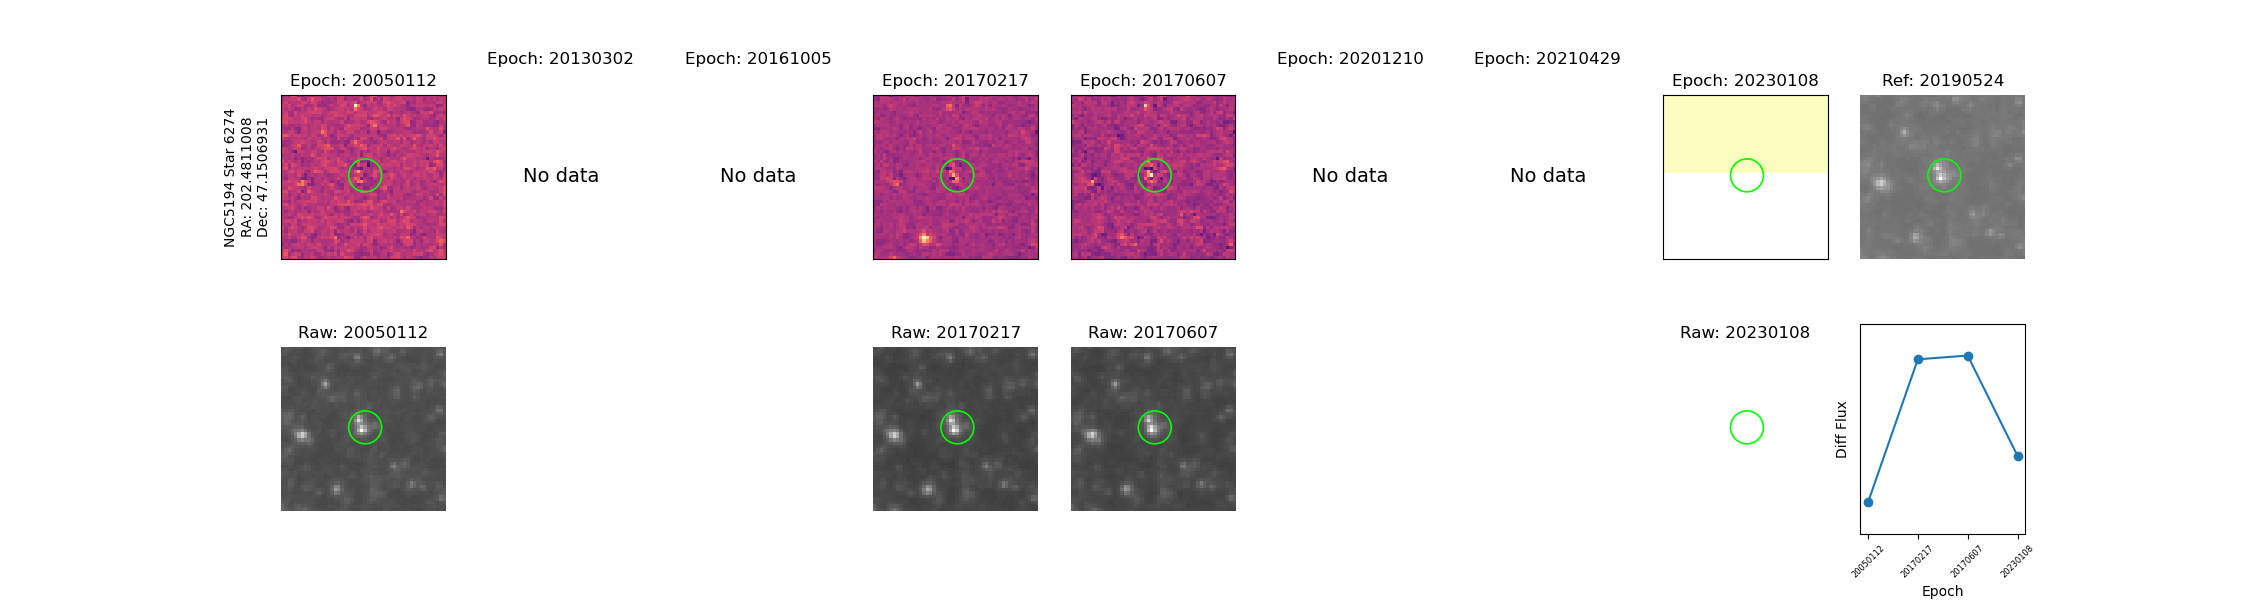 Epoch: 20050112
Epoch: 20130302
Epoch: 20161005
Epoch: 20170217
Epoch: 20170607
Epoch: 20201210
Epoch: 20210429
Epoch: 20230108
Ref: 20190524
NGC5194 Star 6274
RA: 202.4811008
Dec: 47.1506931
No data
No data
No data
No data
Raw: 20050112
Raw: 20170217
Raw: 20170607
Raw: 20230108
Diff Flux
20050112
20170217
20170607
20230108
Epoch